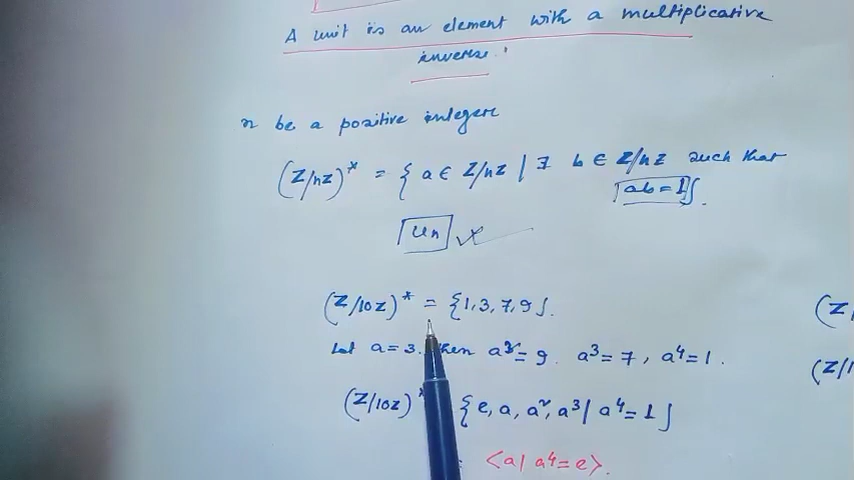 A unit is an element with a multiplicative
inverse.
n be a positive integer
(Z/nZ)* = { a ∈ Z/nZ | ∃ b ∈ Z/nZ such that
ab = 1}.
Un
(Z/10Z)* = {1,3,7,9}.
Let a=3. then a²=9. a³=7, a⁴=1.
(Z/10Z)* {e, a, a², a³ | a⁴=1}
<a | a⁴=e>.
(Z/
(Z/1